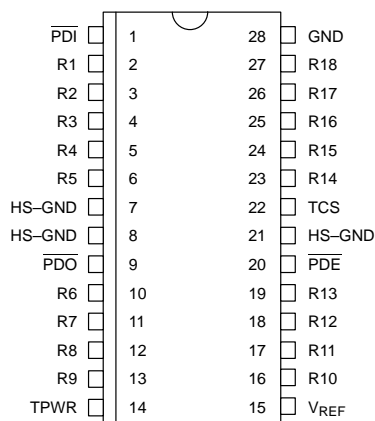 PDI 1 28 GND
R1 2 27 R18
R2 3 26 R17
R3 4 25 R16
R4 5 24 R15
R5 6 23 R14
HS–GND 7 22 TCS
HS–GND 8 21 HS–GND
PDO 9 20 PDE
R6 10 19 R13
R7 11 18 R12
R8 12 17 R11
R9 13 16 R10
TPWR 14 15 VREF